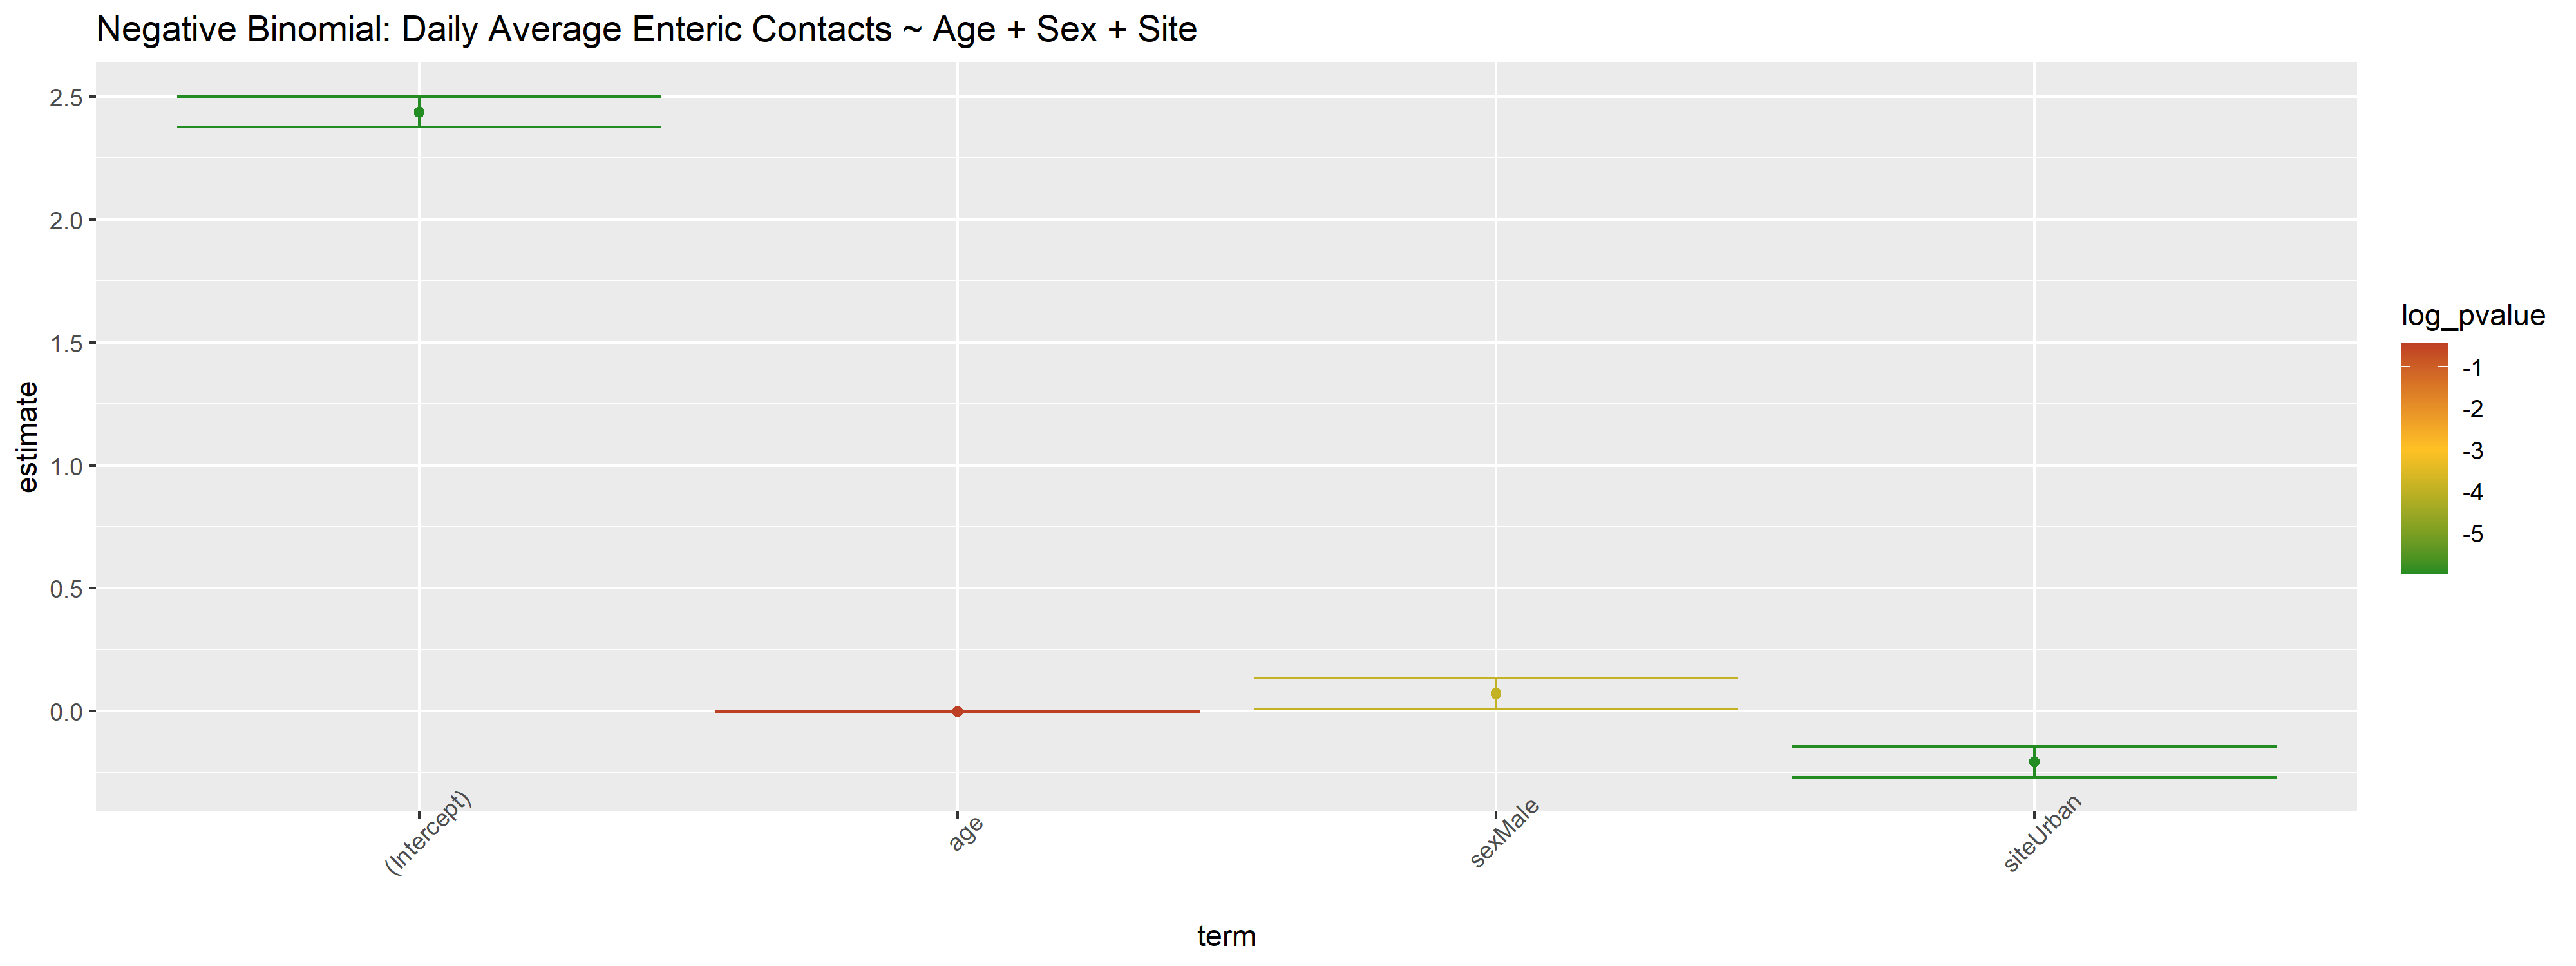 Negative Binomial: Daily Average Enteric Contacts ~ Age + Sex + Site
estimate
2.5
2.0
1.5
1.0
0.5
0.0
(Intercept)
age
sexMale
siteUrban
term
log_pvalue
-1
-2
-3
-4
-5